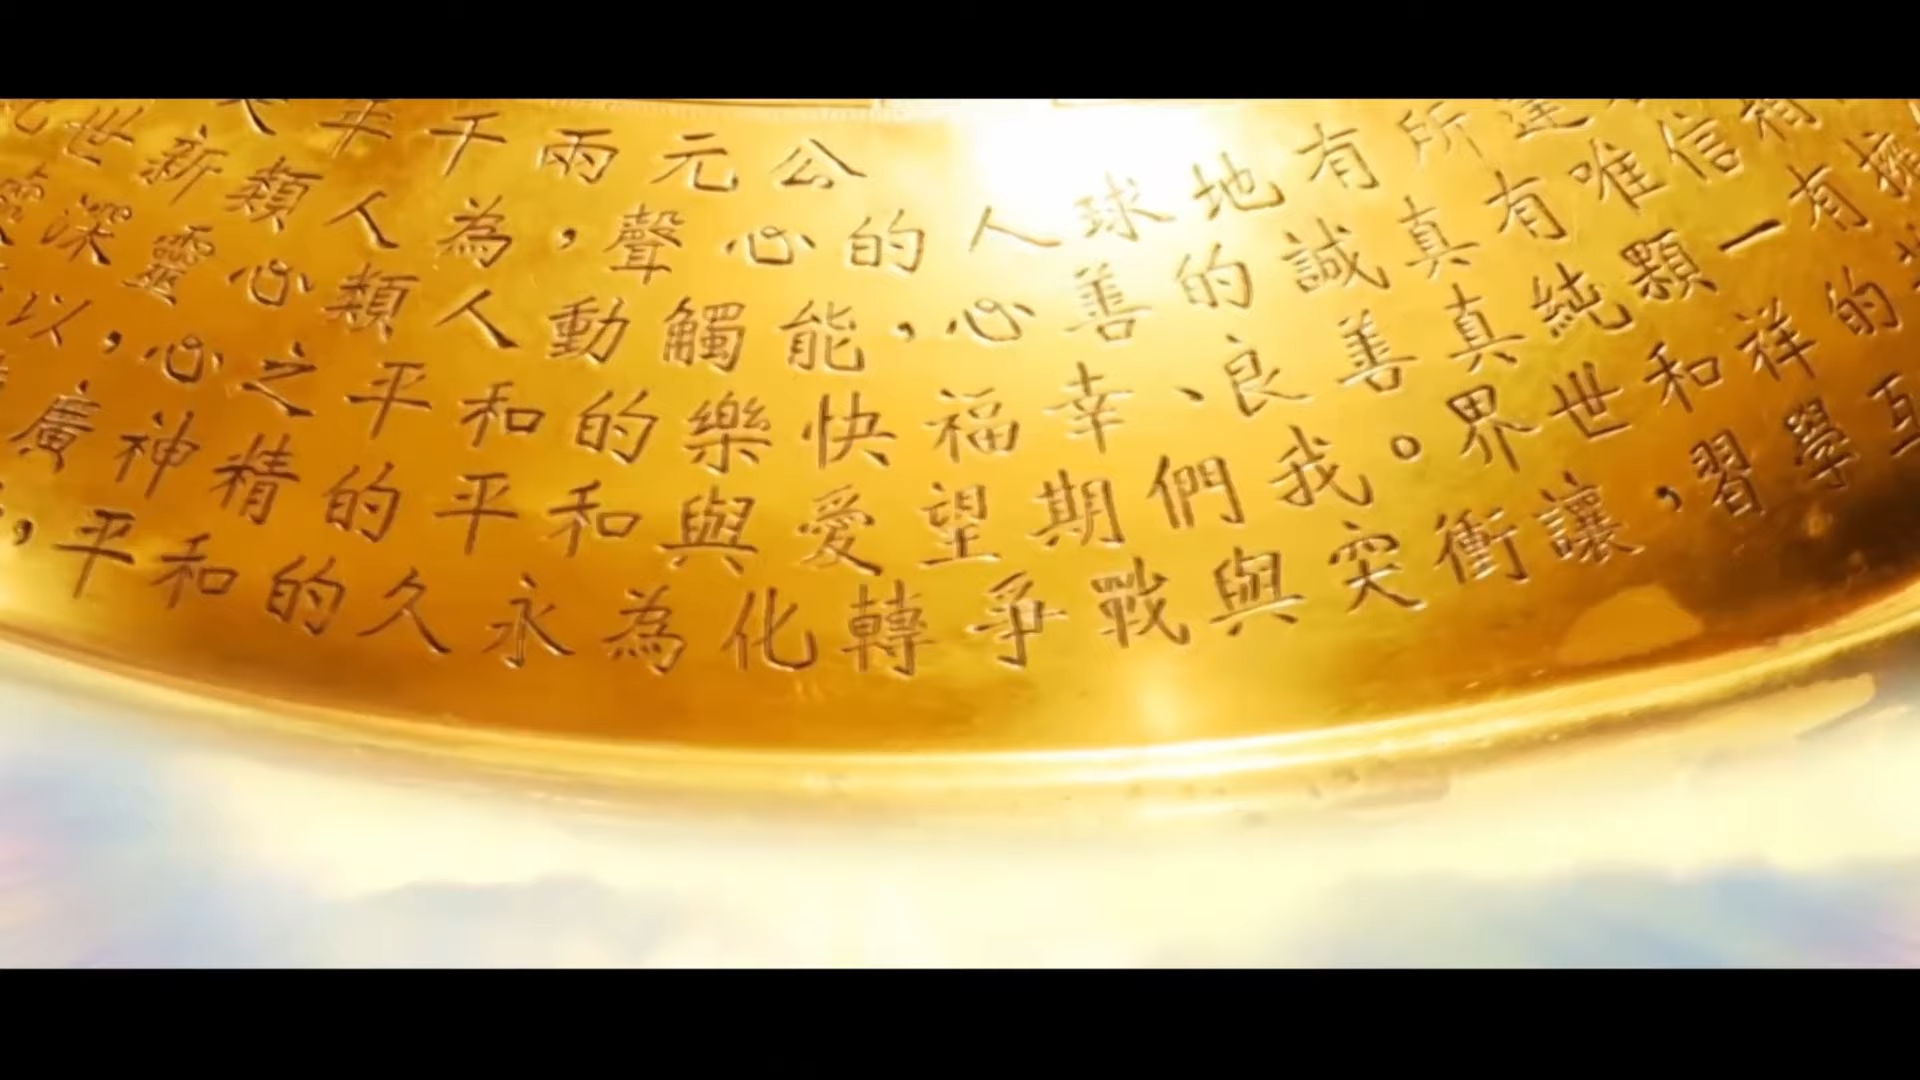 公元兩千年
達所有地球人的心聲，為人類新世
信唯有真誠的善心，能觸動人類心靈深
擁有一顆純真善良、幸福快樂的和平之心，以
的祥和世界。我們期望愛與和平的精神廣
互學習，讓衝突與戰爭轉化為永久的和平，